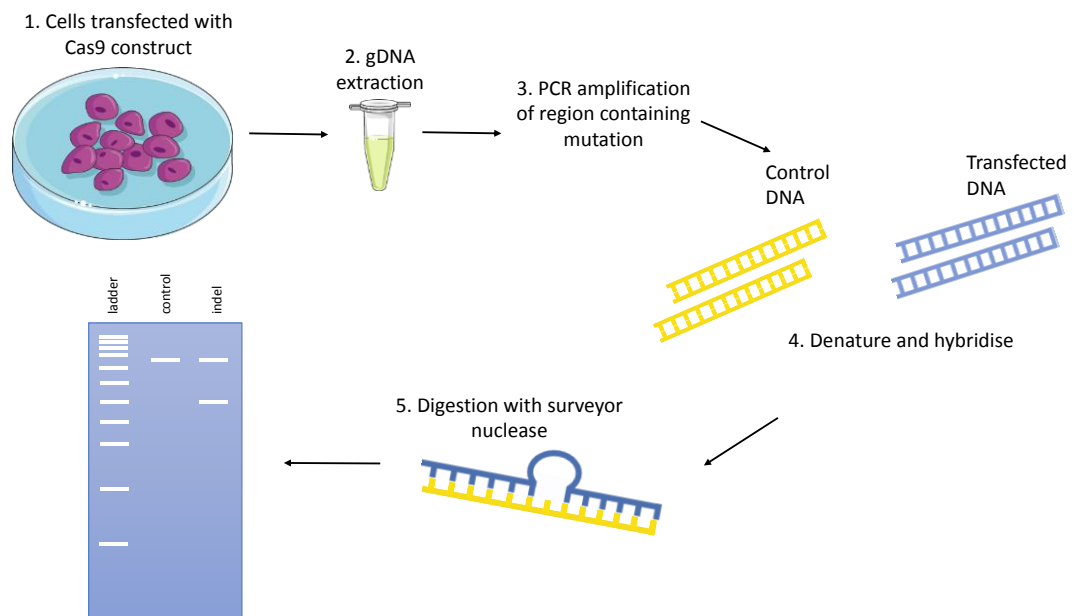 1. Cells transfected with
Cas9 construct
2. gDNA
extraction
3. PCR amplification
of region containing
mutation
Control
DNA
Transfected
DNA
4. Denature and hybridise
5. Digestion with surveyor
nuclease
ladder
control
indel